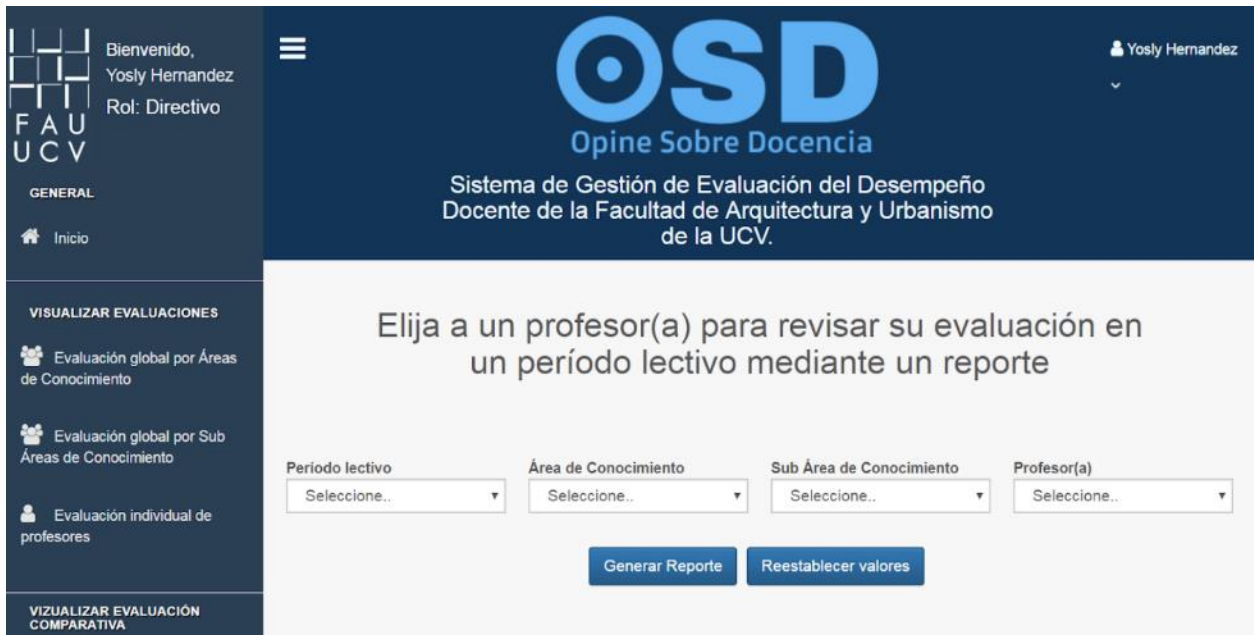 Bienvenido,
Yosly Hernandez
Rol: Directivo
FAU
UCV
GENERAL
Inicio
VISUALIZAR EVALUACIONES
Evaluación global por Áreas
de Conocimiento
Evaluación global por Sub
Áreas de Conocimiento
Evaluación individual de
profesores
VIZUALIZAR EVALUACIÓN
COMPARATIVA
OSD
Opine Sobre Docencia
Yosly Hernandez
Sistema de Gestión de Evaluación del Desempeño
Docente de la Facultad de Arquitectura y Urbanismo
de la UCV.
Elija a un profesor(a) para revisar su evaluación en
un período lectivo mediante un reporte
Período lectivo
Seleccione..
Área de Conocimiento
Seleccione..
Sub Área de Conocimiento
Seleccione..
Profesor(a)
Seleccione..
Generar Reporte
Reestablecer valores